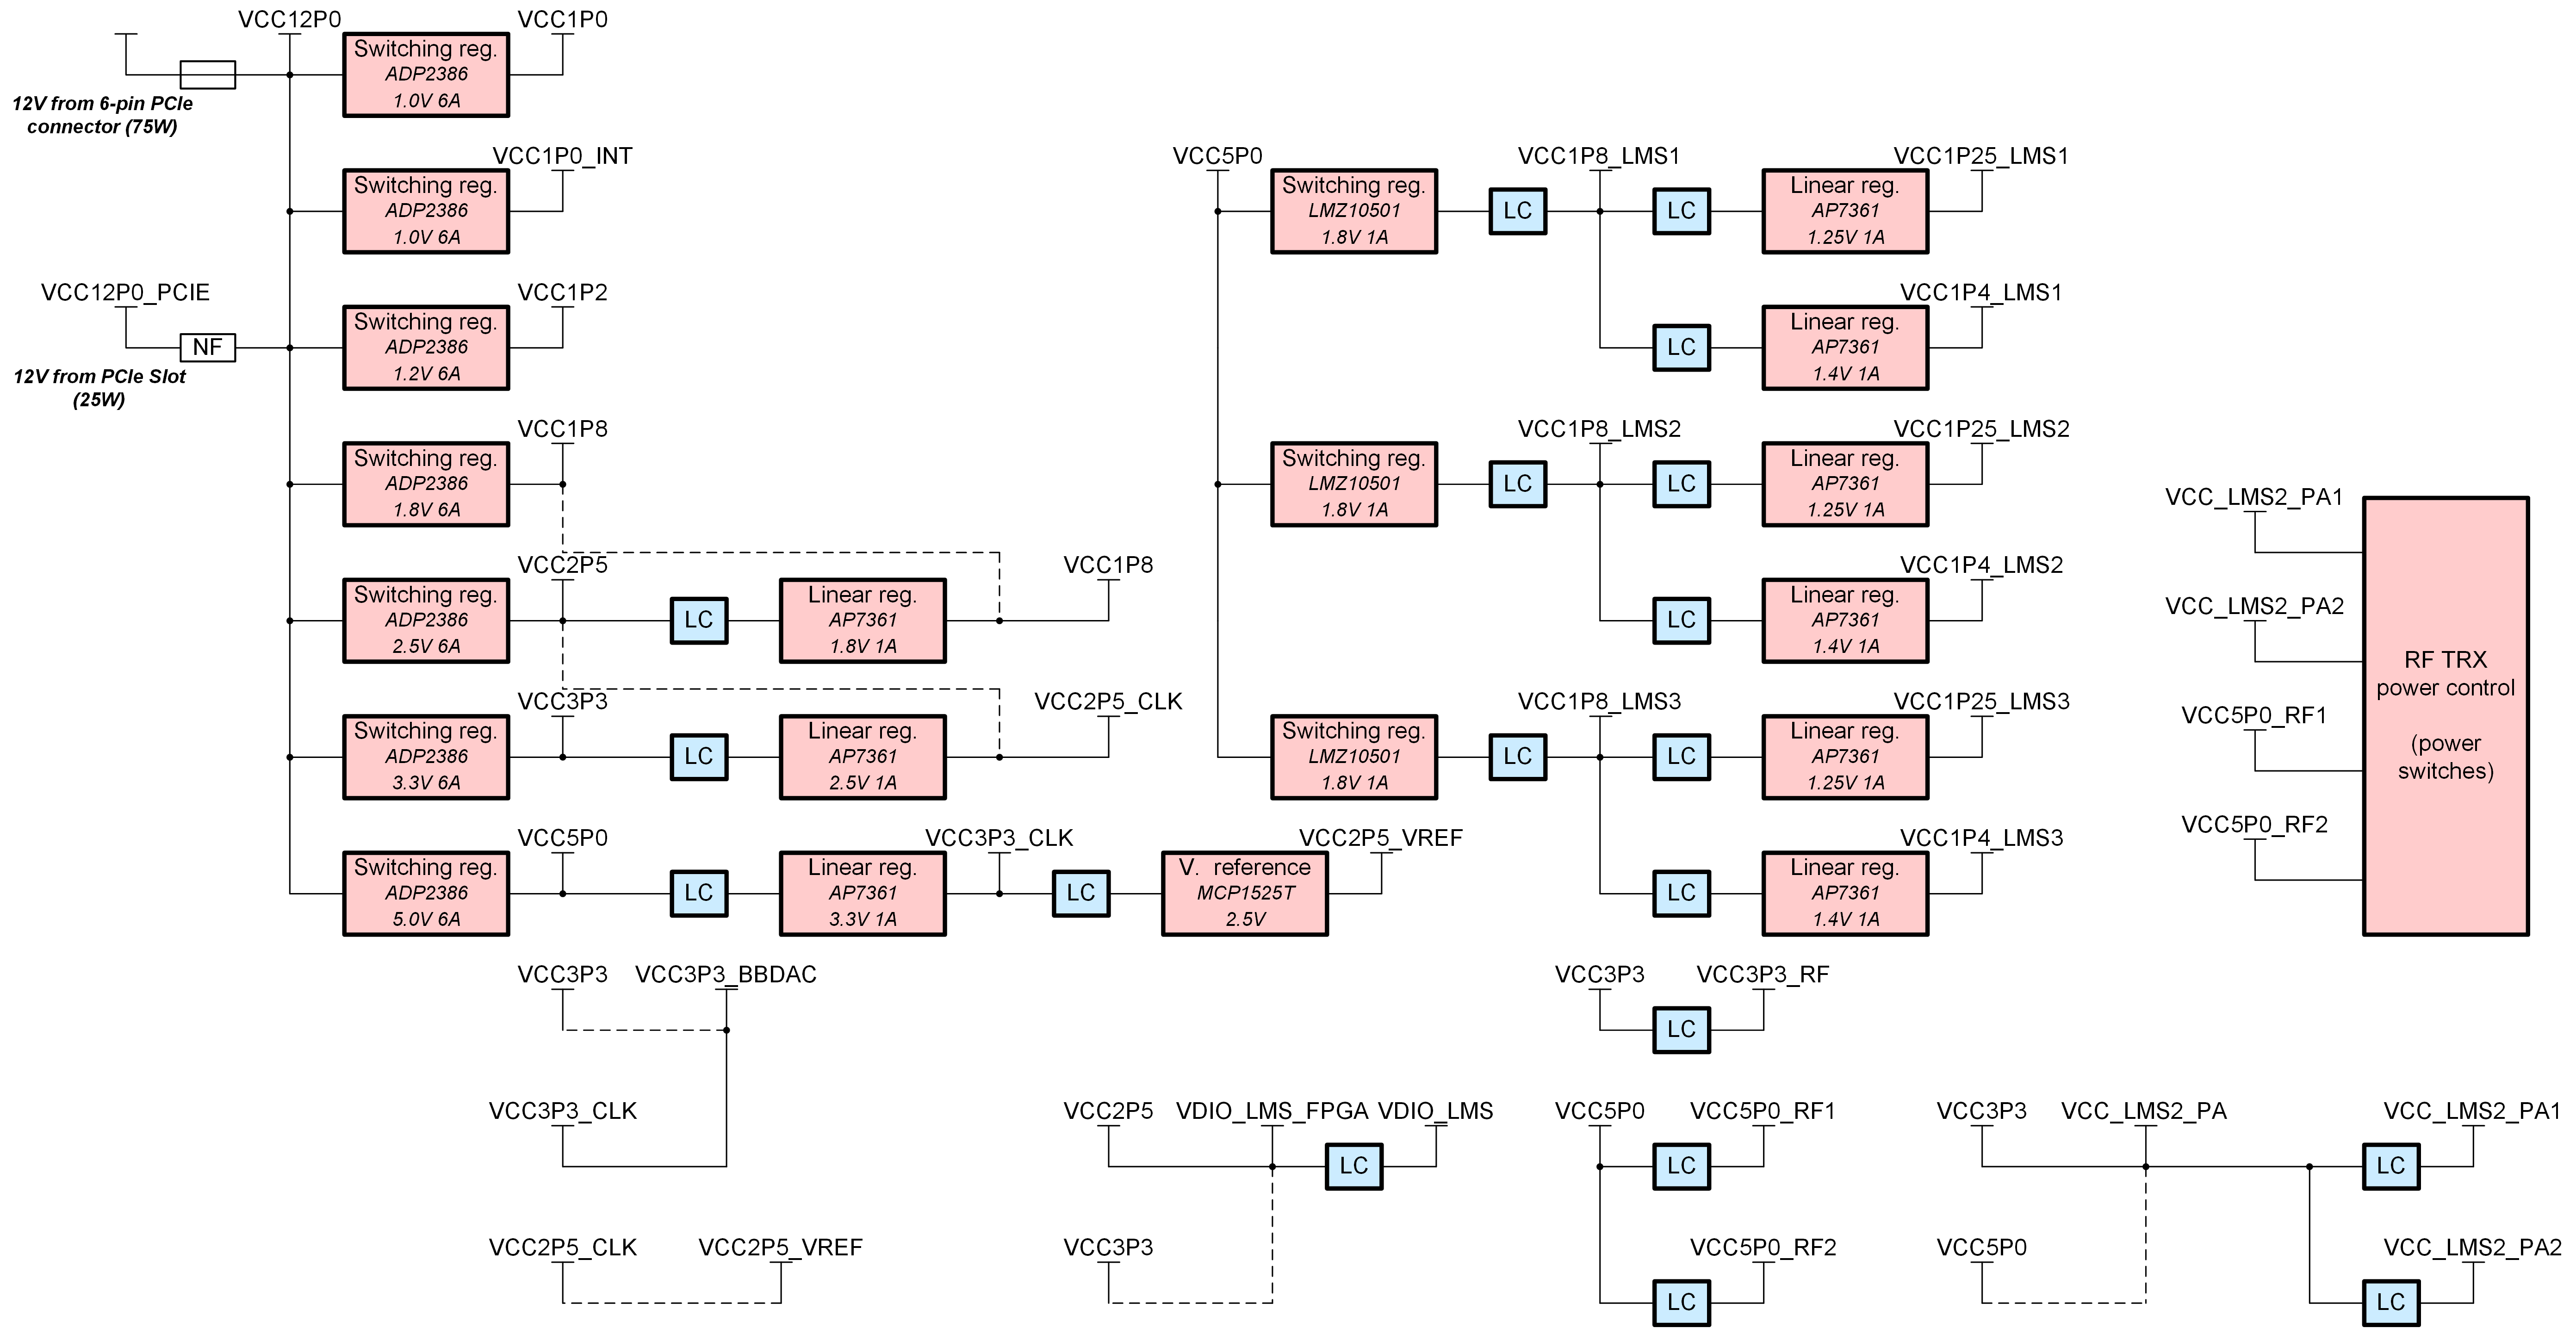 VCC12P0
VCC1P0
Switching reg.
ADP2386
1.0V 6A
12V from 6-pin PCIe
connector (75W)
VCC1P0_INT
Switching reg.
ADP2386
1.0V 6A
VCC12P0_PCIE
NF
12V from PCIe Slot
(25W)
VCC1P2
Switching reg.
ADP2386
1.2V 6A
VCC1P8
Switching reg.
ADP2386
1.8V 6A
VCC2P5
Switching reg.
ADP2386
2.5V 6A
LC
Linear reg.
AP7361
1.8V 1A
VCC1P8
VCC3P3
Switching reg.
ADP2386
3.3V 6A
LC
Linear reg.
AP7361
2.5V 1A
VCC2P5_CLK
VCC5P0
Switching reg.
ADP2386
5.0V 6A
LC
Linear reg.
AP7361
3.3V 1A
VCC3P3_CLK
LC
V. reference
MCP1525T
2.5V
VCC2P5_VREF
VCC5P0
Switching reg.
LMZ10501
1.8V 1A
LC
VCC1P8_LMS1
LC
Linear reg.
AP7361
1.25V 1A
VCC1P25_LMS1
LC
Linear reg.
AP7361
1.4V 1A
VCC1P4_LMS1
Switching reg.
LMZ10501
1.8V 1A
LC
VCC1P8_LMS2
LC
Linear reg.
AP7361
1.25V 1A
VCC1P25_LMS2
LC
Linear reg.
AP7361
1.4V 1A
VCC1P4_LMS2
Switching reg.
LMZ10501
1.8V 1A
LC
VCC1P8_LMS3
LC
Linear reg.
AP7361
1.25V 1A
VCC1P25_LMS3
LC
Linear reg.
AP7361
1.4V 1A
VCC1P4_LMS3
VCC_LMS2_PA1
VCC_LMS2_PA2
VCC5P0_RF1
VCC5P0_RF2
RF TRX
power control
(power
switches)
VCC3P3
VCC3P3_BBDAC
VCC3P3_CLK
VCC2P5_CLK
VCC2P5_VREF
VCC2P5
VDIO_LMS_FPGA
VDIO_LMS
LC
VCC3P3
VCC3P3
VCC3P3_RF
LC
VCC5P0
VCC5P0_RF1
LC
VCC5P0_RF2
LC
VCC3P3
VCC_LMS2_PA
VCC_LMS2_PA1
LC
VCC5P0
VCC_LMS2_PA2
LC